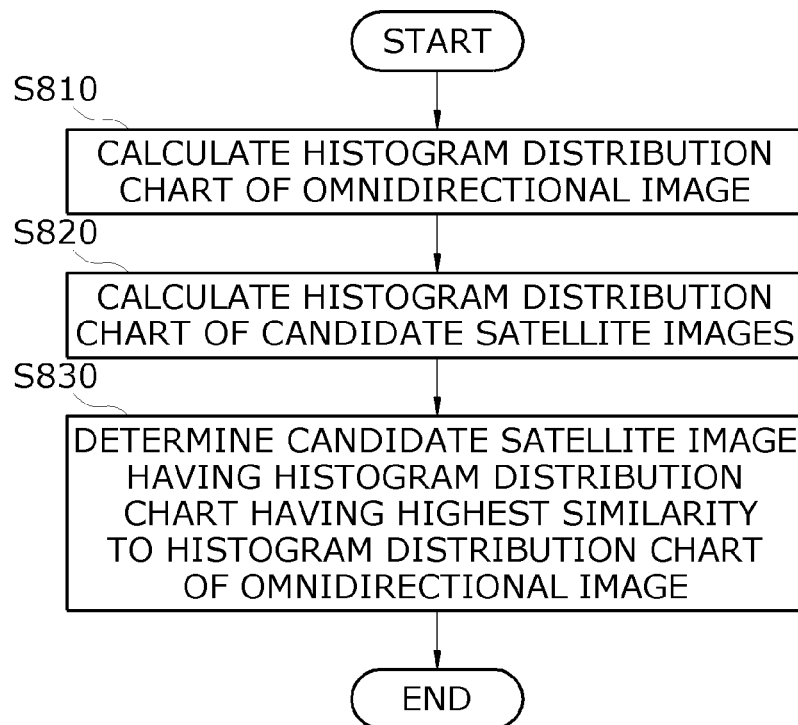 START
S810
CALCULATE HISTOGRAM DISTRIBUTION
CHART OF OMNIDIRECTIONAL IMAGE
S820
CALCULATE HISTOGRAM DISTRIBUTION
CHART OF CANDIDATE SATELLITE IMAGES
S830
DETERMINE CANDIDATE SATELLITE IMAGE
HAVING HISTOGRAM DISTRIBUTION
CHART HAVING HIGHEST SIMILARITY
TO HISTOGRAM DISTRIBUTION CHART
OF OMNIDIRECTIONAL IMAGE
END